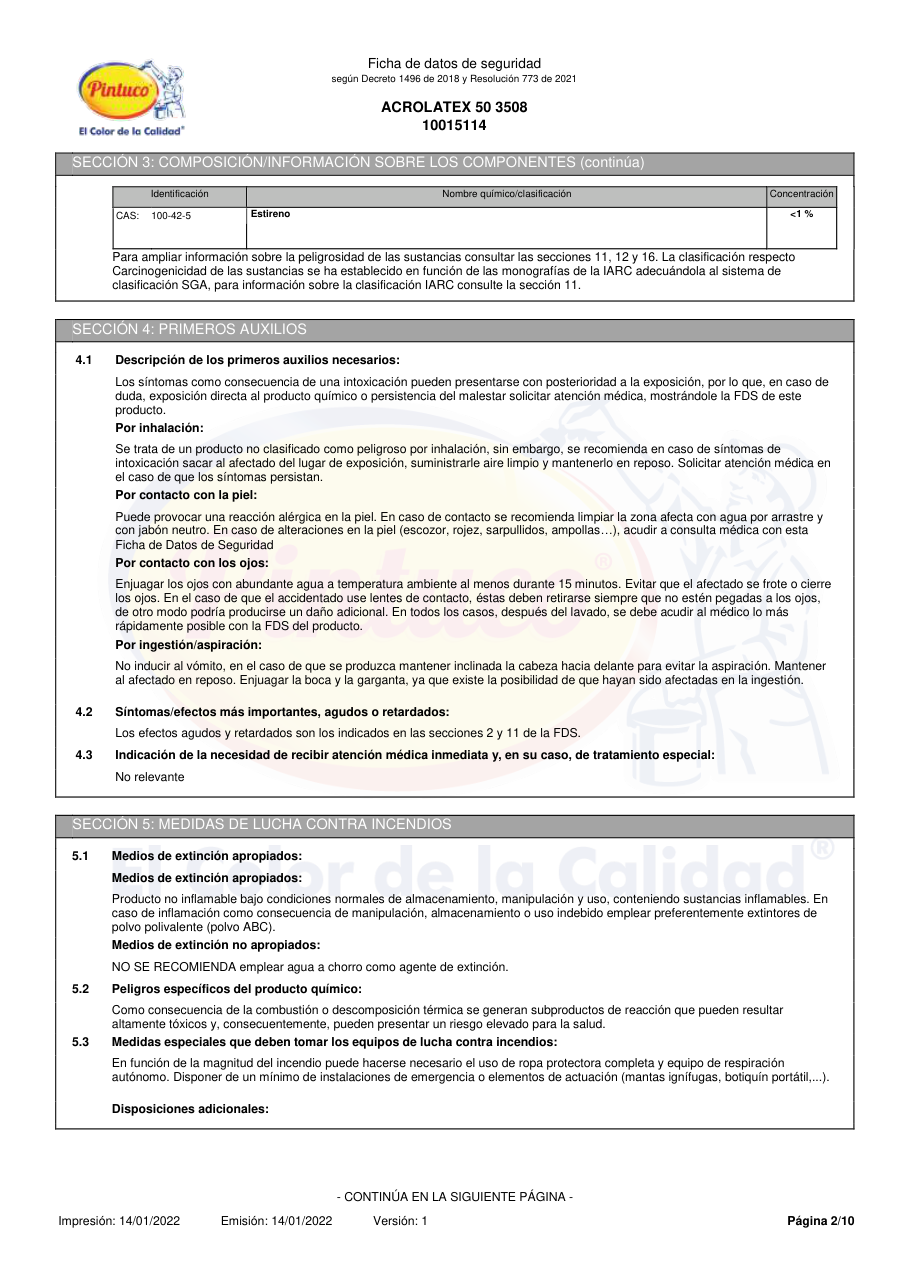 Pintuco®
El Color de la Calidad®
Ficha de datos de seguridad
según Decreto 1496 de 2018 y Resolución 773 de 2021
ACROLATEX 50 3508
10015114
SECCIÓN 3: COMPOSICIÓN/INFORMACIÓN SOBRE LOS COMPONENTES (continúa)
Identificación Nombre químico/clasificación Concentración
CAS: 100-42-5 Estireno <1 %
Para ampliar información sobre la peligrosidad de las sustancias consultar las secciones 11, 12 y 16. La clasificación respecto
Carcinogenicidad de las sustancias se ha establecido en función de las monografías de la IARC adecuándola al sistema de
clasificación SGA, para información sobre la clasificación IARC consulte la sección 11.
SECCIÓN 4: PRIMEROS AUXILIOS
4.1 Descripción de los primeros auxilios necesarios:
Los síntomas como consecuencia de una intoxicación pueden presentarse con posterioridad a la exposición, por lo que, en caso de
duda, exposición directa al producto químico o persistencia del malestar solicitar atención médica, mostrándole la FDS de este
producto.
Por inhalación:
Se trata de un producto no clasificado como peligroso por inhalación, sin embargo, se recomienda en caso de síntomas de
intoxicación sacar al afectado del lugar de exposición, suministrarle aire limpio y mantenerlo en reposo. Solicitar atención médica en
el caso de que los síntomas persistan.
Por contacto con la piel:
Puede provocar una reacción alérgica en la piel. En caso de contacto se recomienda limpiar la zona afecta con agua por arrastre y
con jabón neutro. En caso de alteraciones en la piel (escozor, rojez, sarpullidos, ampollas…), acudir a consulta médica con esta
Ficha de Datos de Seguridad
Por contacto con los ojos:
Enjuagar los ojos con abundante agua a temperatura ambiente al menos durante 15 minutos. Evitar que el afectado se frote o cierre
los ojos. En el caso de que el accidentado use lentes de contacto, éstas deben retirarse siempre que no estén pegadas a los ojos,
de otro modo podría producirse un daño adicional. En todos los casos, después del lavado, se debe acudir al médico lo más
rápidamente posible con la FDS del producto.
Por ingestión/aspiración:
No inducir al vómito, en el caso de que se produzca mantener inclinada la cabeza hacia delante para evitar la aspiración. Mantener
al afectado en reposo. Enjuagar la boca y la garganta, ya que existe la posibilidad de que hayan sido afectadas en la ingestión.
4.2 Síntomas/efectos más importantes, agudos o retardados:
Los efectos agudos y retardados son los indicados en las secciones 2 y 11 de la FDS.
4.3 Indicación de la necesidad de recibir atención médica inmediata y, en su caso, de tratamiento especial:
No relevante
SECCIÓN 5: MEDIDAS DE LUCHA CONTRA INCENDIOS
5.1 Medios de extinción apropiados:
Medios de extinción apropiados:
Producto no inflamable bajo condiciones normales de almacenamiento, manipulación y uso, conteniendo sustancias inflamables. En
caso de inflamación como consecuencia de manipulación, almacenamiento o uso indebido emplear preferentemente extintores de
polvo polivalente (polvo ABC).
Medios de extinción no apropiados:
NO SE RECOMIENDA emplear agua a chorro como agente de extinción.
5.2 Peligros específicos del producto químico:
Como consecuencia de la combustión o descomposición térmica se generan subproductos de reacción que pueden resultar
altamente tóxicos y, consecuentemente, pueden presentar un riesgo elevado para la salud.
5.3 Medidas especiales que deben tomar los equipos de lucha contra incendios:
En función de la magnitud del incendio puede hacerse necesario el uso de ropa protectora completa y equipo de respiración
autónomo. Disponer de un mínimo de instalaciones de emergencia o elementos de actuación (mantas ignífugas, botiquín portátil,...).
Disposiciones adicionales:
Pintuco®
El Color de la Calidad®
- CONTINÚA EN LA SIGUIENTE PÁGINA -
Impresión: 14/01/2022 Emisión: 14/01/2022 Versión: 1 Página 2/10